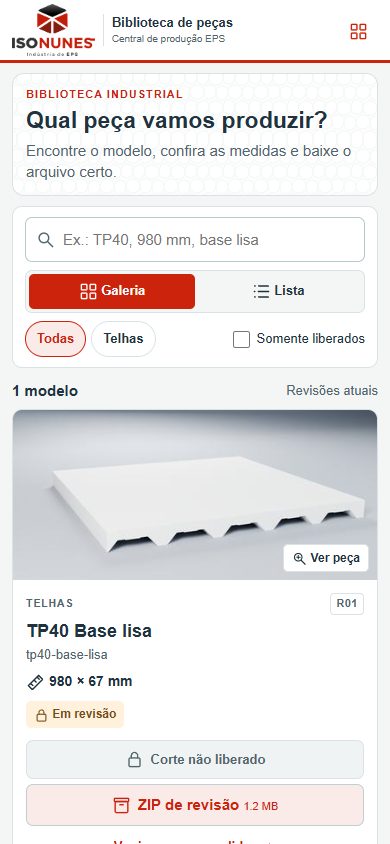 ISONUNES
Indústria de EPS
Biblioteca de peças
Central de produção EPS
BIBLIOTECA INDUSTRIAL
Qual peça vamos produzir?
Encontre o modelo, confira as medidas e baixe o
arquivo certo.
Ex.: TP40, 980 mm, base lisa
Galeria
Lista
Todas
Telhas
Somente liberados
1 modelo
Revisões atuais
Ver peça
TELHAS
R01
TP40 Base lisa
tp40-base-lisa
980 × 67 mm
Em revisão
Corte não liberado
ZIP de revisão 1.2 MB